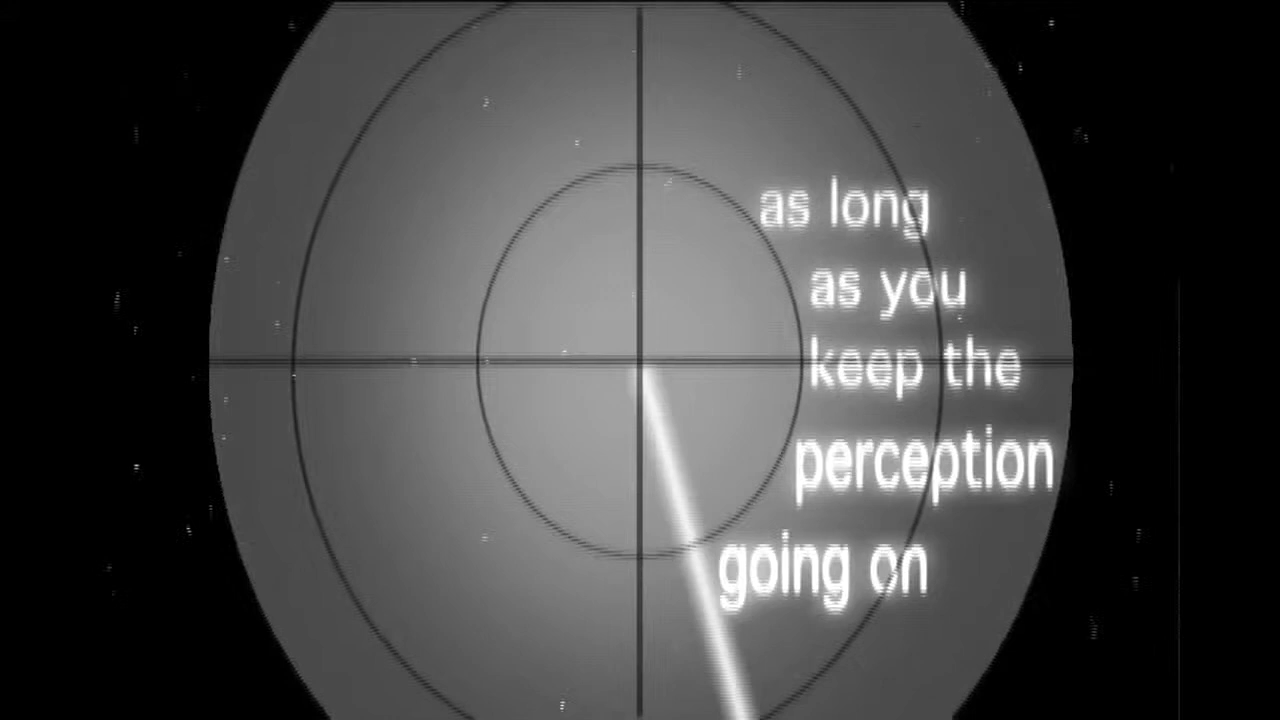 as long
as you
keep the
perception
going on